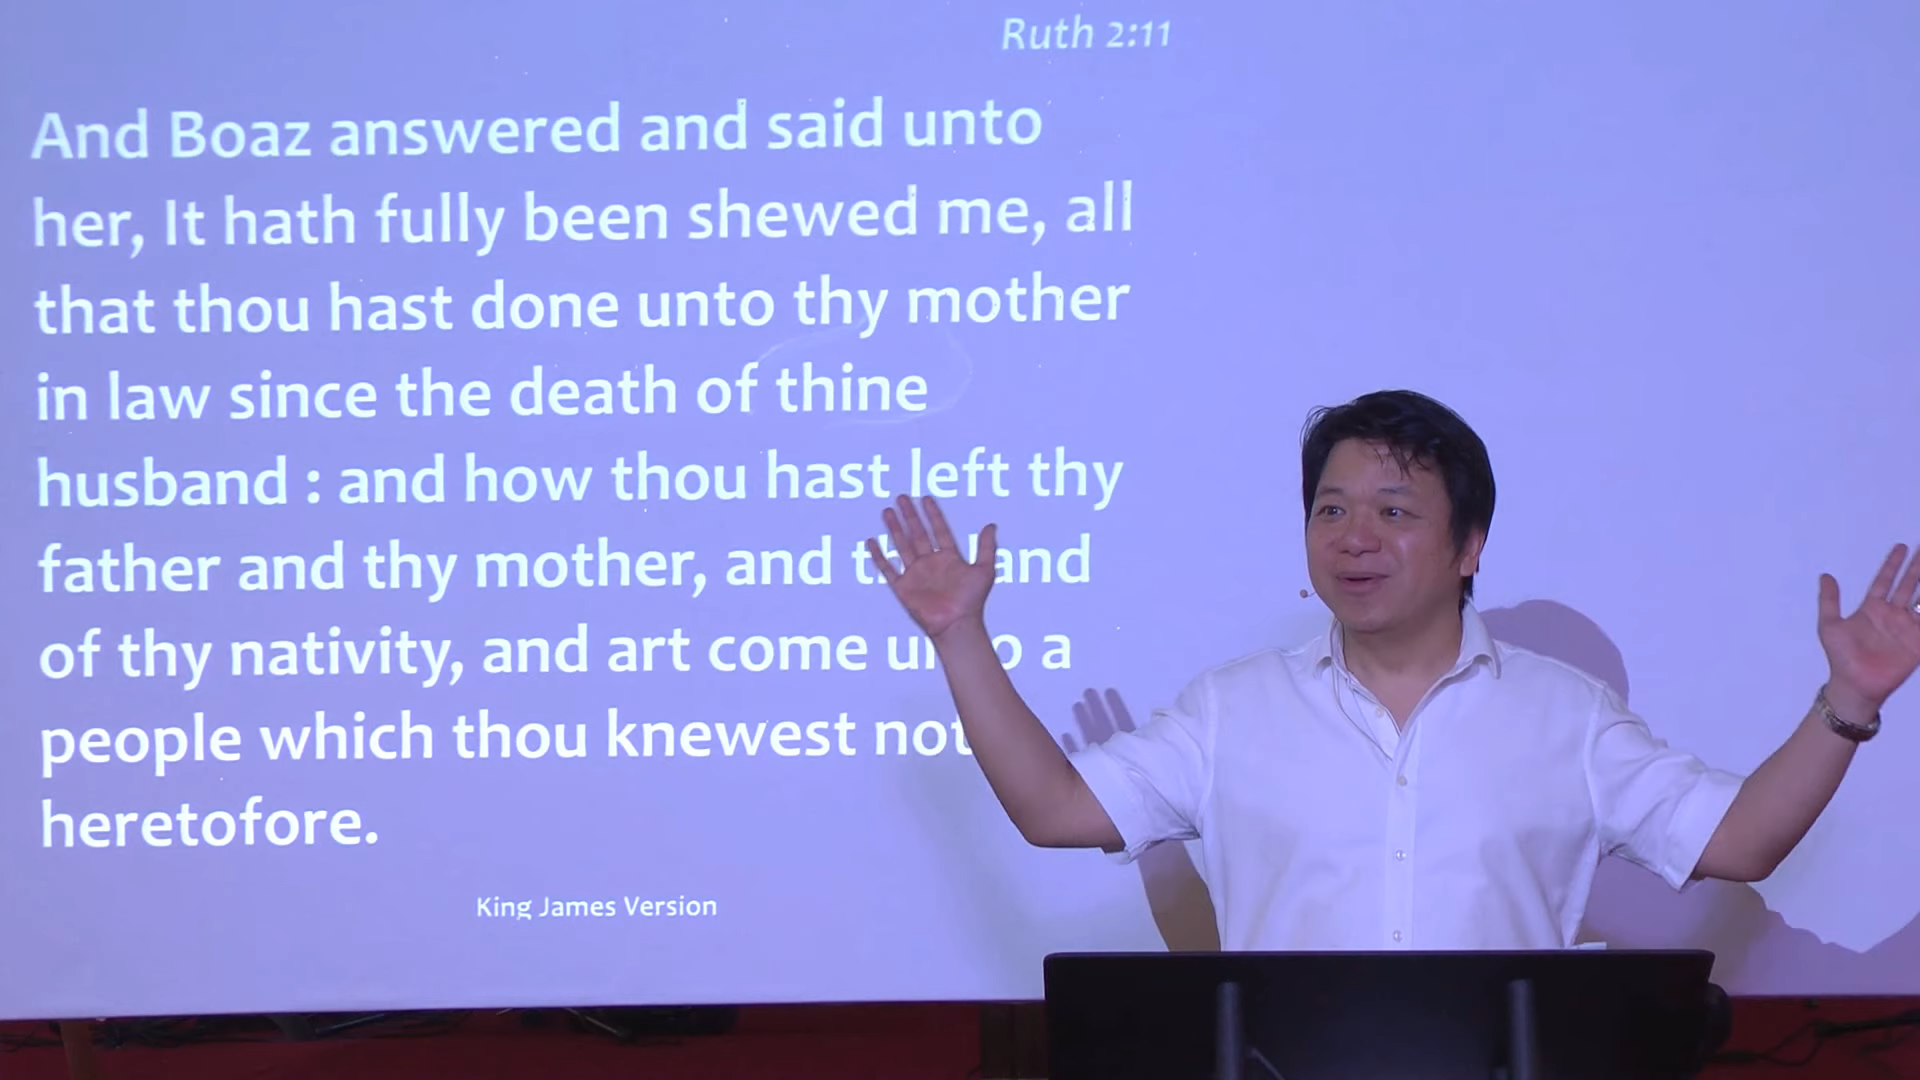 Ruth 2:11
And Boaz answered and said unto
her, It hath fully been shewed me, all
that thou hast done unto thy mother
in law since the death of thine
husband : and how thou hast left thy
father and thy mother, and
of thy nativity, and art come a
people which thou knewest not
heretofore.
King James Version